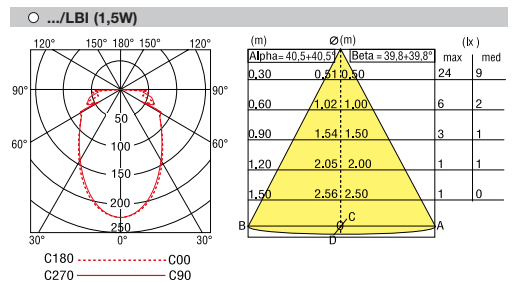 .../LBI (1,5W)
120° 150° 180° 150° 120°
90° 90°
50
60° 100 60°
150
200
250
30° 0° 30°
C180 C00
C270 C90
(m) Ø(m) (lx)
Alpha= 40,5+40,5° Beta = 39,8+39,8° max med
0.30 0.51 0.50 24 9
0,60 1.02 1,00 6 2
0.90 1.54 1.50 3 1
1.20 2.05 2.00 1 1
1.50 2.56 2.50 1 0
B C A
D